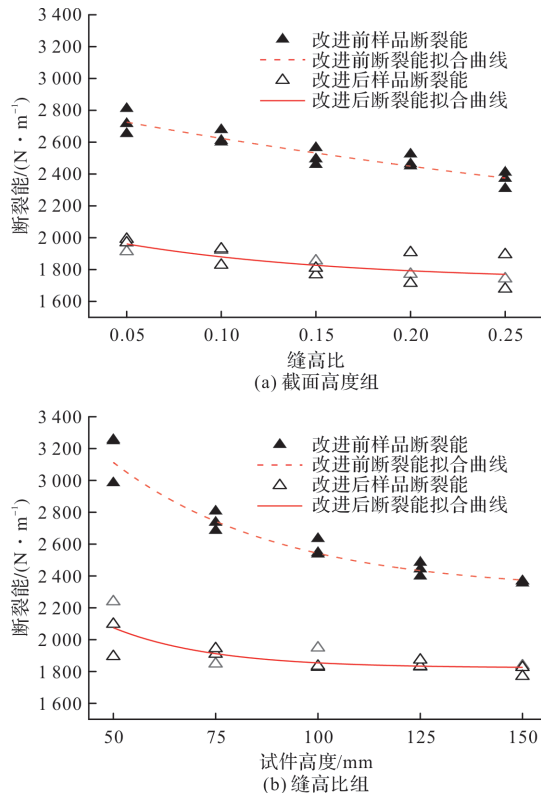 3 400
3 200
3 000
2 800
2 600
2 400
2 200
2 000
1 800
1 600
断裂能/(N·m⁻¹)
改进前样品断裂能
改进前断裂能拟合曲线
改进后样品断裂能
改进后断裂能拟合曲线
0.05 0.10 0.15 0.20 0.25
缝高比
(a) 截面高度组
3 400
3 200
3 000
2 800
2 600
2 400
2 200
2 000
1 800
1 600
断裂能/(N·m⁻¹)
改进前样品断裂能
改进前断裂能拟合曲线
改进后样品断裂能
改进后断裂能拟合曲线
50 75 100 125 150
试件高度/mm
(b) 缝高比组